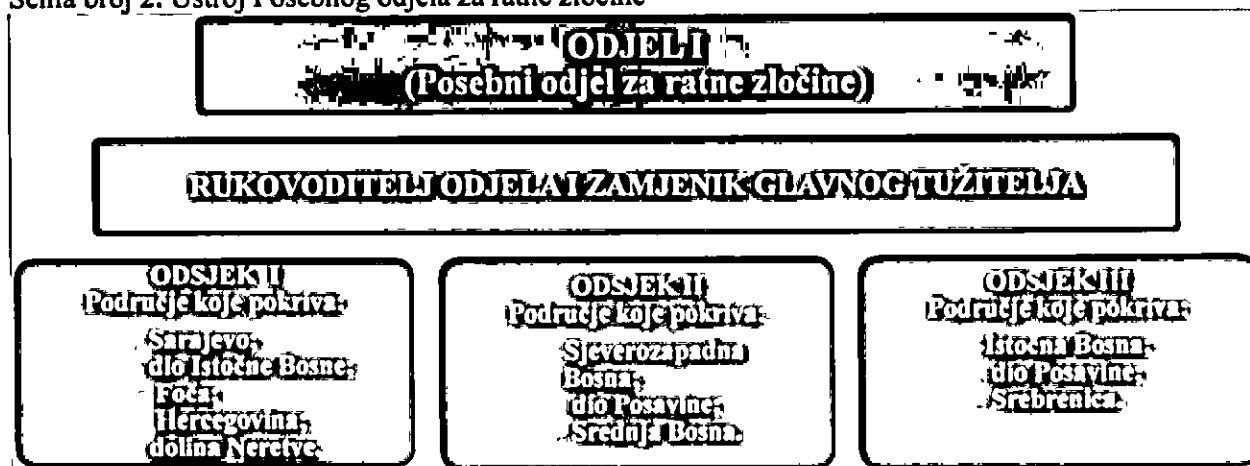 Šema broj 2: Ustroj Posebnog odjela za ratne zločine
ODJEL I
(Posebni odjel za ratne zločine)
RUKOVODITELJ ODJELA I ZAMJENIK GLAVNOG TUŽITELJA
ODSJEK II
Područje koje pokriva:
Sarajevo,
dio Istočne Bosne,
Foča,
Hercegovina,
dolina Neretve.
ODSJEK II
Područje koje pokriva:
Sjeverozapadna
Bosna,
dio Posavine,
Srednja Bosna.
ODSJEK III
Područje koje pokriva:
Istočna Bosna,
dio Posavine,
Srebrenica.